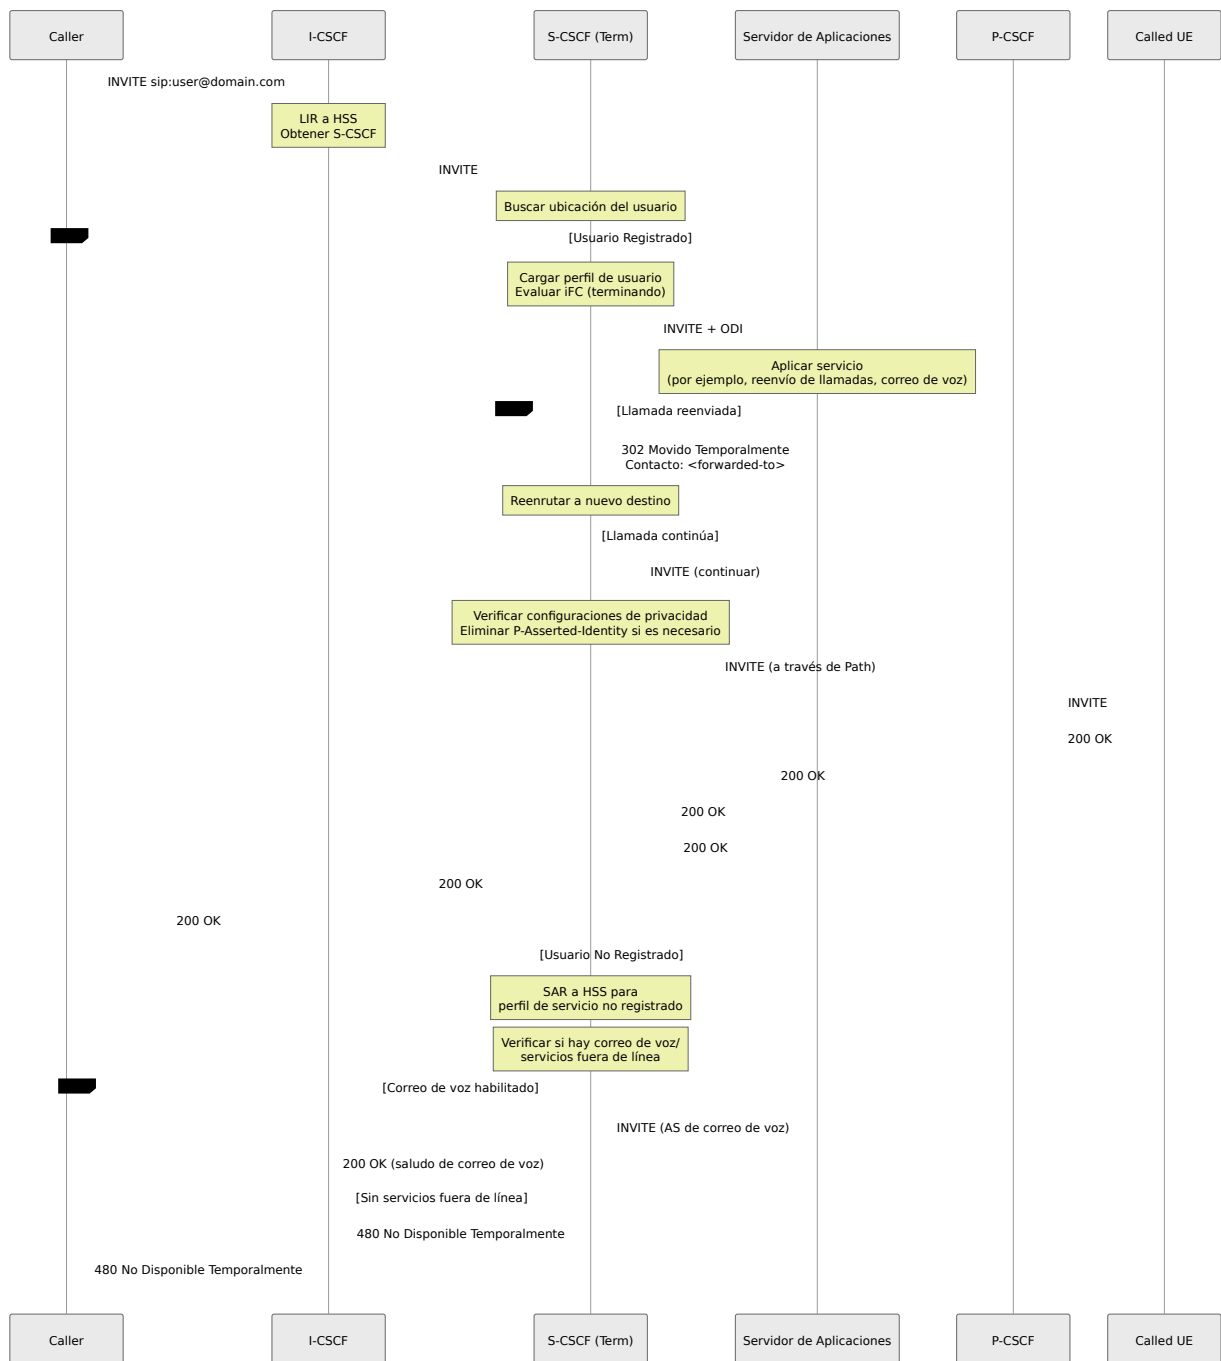 Caller
I-CSCF
S-CSCF (Term)
Servidor de Aplicaciones
P-CSCF
Called UE
INVITE sip:user@domain.com
LIR a HSS
Obtener S-CSCF
INVITE
Buscar ubicación del usuario
[Usuario Registrado]
Cargar perfil de usuario
Evaluar iFC (terminando)
INVITE + ODI
Aplicar servicio
(por ejemplo, reenvío de llamadas, correo de voz)
[Llamada reenviada]
302 Movido Temporalmente
Contacto: <forwarded-to>
Reenrutar a nuevo destino
[Llamada continúa]
INVITE (continuar)
Verificar configuraciones de privacidad
Eliminar P-Asserted-Identity si es necesario
INVITE (a través de Path)
INVITE
200 OK
200 OK
200 OK
200 OK
200 OK
200 OK
[Usuario No Registrado]
SAR a HSS para
perfil de servicio no registrado
Verificar si hay correo de voz/
servicios fuera de línea
[Correo de voz habilitado]
INVITE (AS de correo de voz)
200 OK (saludo de correo de voz)
[Sin servicios fuera de línea]
480 No Disponible Temporalmente
480 No Disponible Temporalmente
Caller
I-CSCF
S-CSCF (Term)
Servidor de Aplicaciones
P-CSCF
Called UE